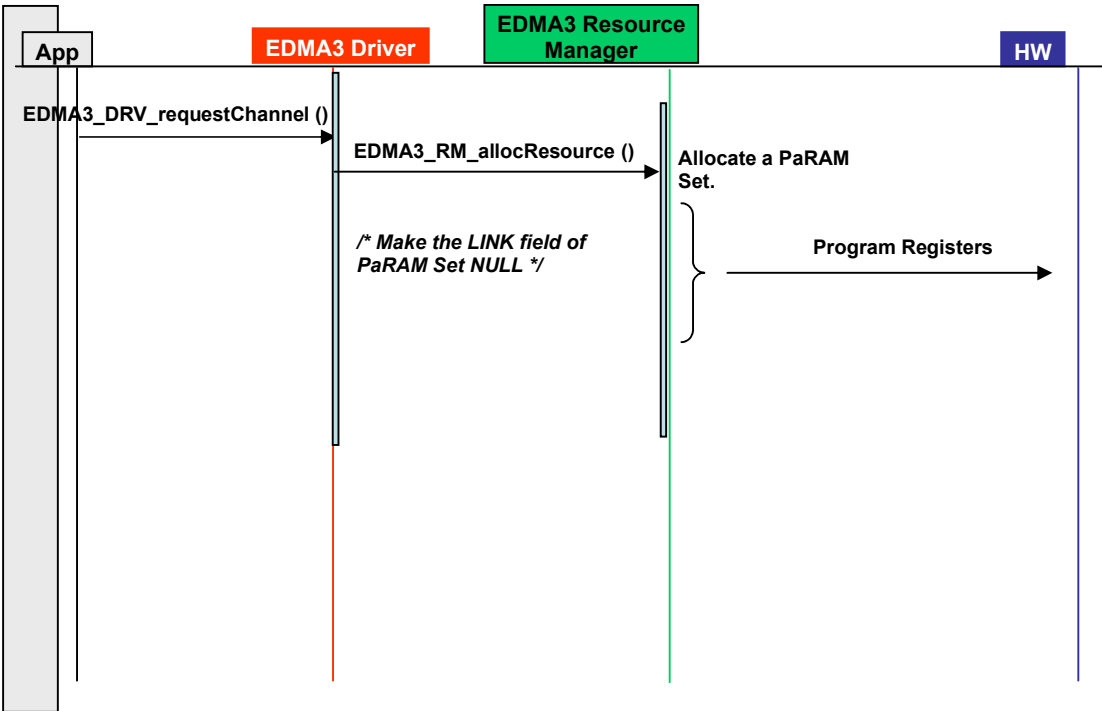 App
EDMA3 Driver
EDMA3 Resource
Manager
HW
EDMA3_DRV_requestChannel ()
EDMA3_RM_allocResource ()
Allocate a PaRAM
Set.
/* Make the LINK field of
PaRAM Set NULL */
Program Registers